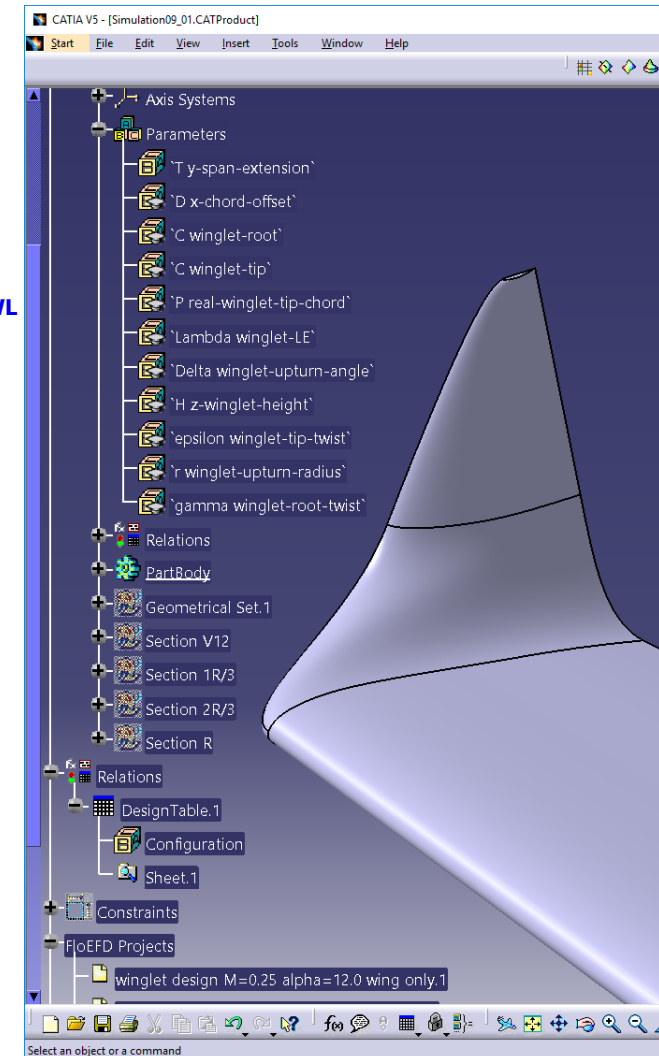 CATIA V5 - [Simulation09_01.CATProduct]
Start File Edit View Insert Tools Window Help
Axis Systems
Parameters
`T y-span-extension`
`D x-chord-offset`
`C winglet-root`
`C winglet-tip`
`P real-winglet-tip-chord`
`Lambda winglet-LE`
`Delta winglet-upturn-angle`
`H z-winglet-height`
`epsilon winglet-tip-twist`
`r winglet-upturn-radius`
`gamma winglet-root-twist`
Relations
PartBody
Geometrical Set.1
Section V12
Section 1R/3
Section 2R/3
Section R
Relations
DesignTable.1
Configuration
Sheet.1
Constraints
FloEFD Projects
winglet design M=0.25 alpha=12.0 wing only.1
Select an object or a command